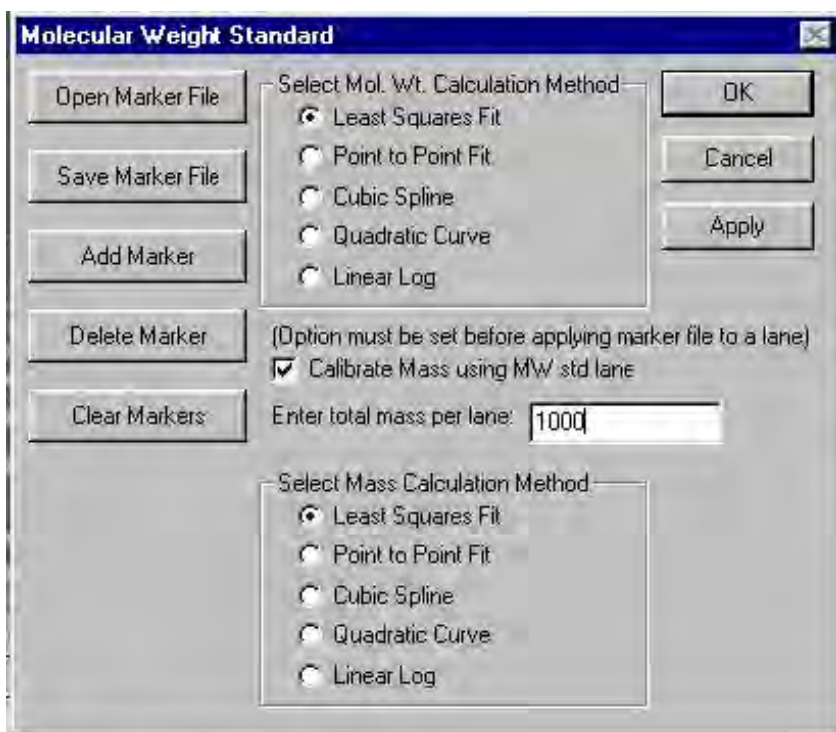 Molecular Weight Standard
Open Marker File
Save Marker File
Add Marker
Delete Marker
Clear Markers
Select Mol. Wt. Calculation Method
Least Squares Fit
Point to Point Fit
Cubic Spline
Quadratic Curve
Linear Log
OK
Cancel
Apply
(Option must be set before applying marker file to a lane)
Calibrate Mass using MW std lane
Enter total mass per lane: 1000
Select Mass Calculation Method
Least Squares Fit
Point to Point Fit
Cubic Spline
Quadratic Curve
Linear Log